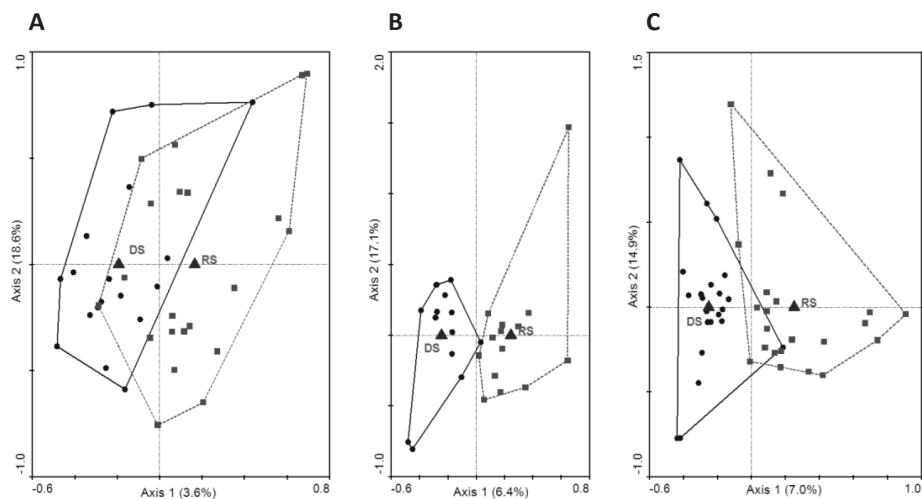 A
B
C
1.0
Axis 2 (18.6%)
-1.0
DS
RS
-0.6
Axis 1 (3.6%)
0.8
2.0
Axis 2 (17.1%)
-1.0
DS
RS
-0.6
Axis 1 (6.4%)
0.8
1.5
Axis 2 (14.9%)
-1.0
DS
RS
-0.6
Axis 1 (7.0%)
1.0